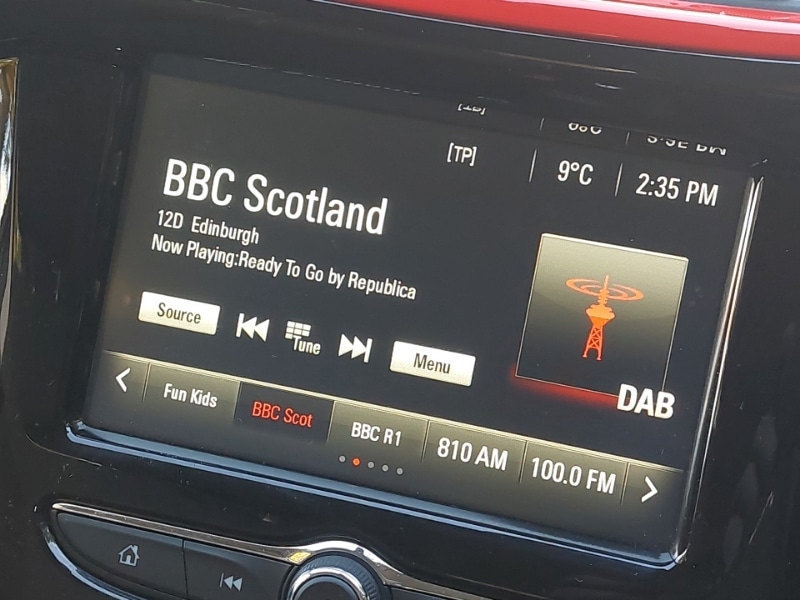 [TP] 9°C 2:35 PM
BBC Scotland
12D Edinburgh
Now Playing:Ready To Go by Republica
Source Tune Menu
DAB
Fun Kids BBC Scot BBC R1 810 AM 100.0 FM